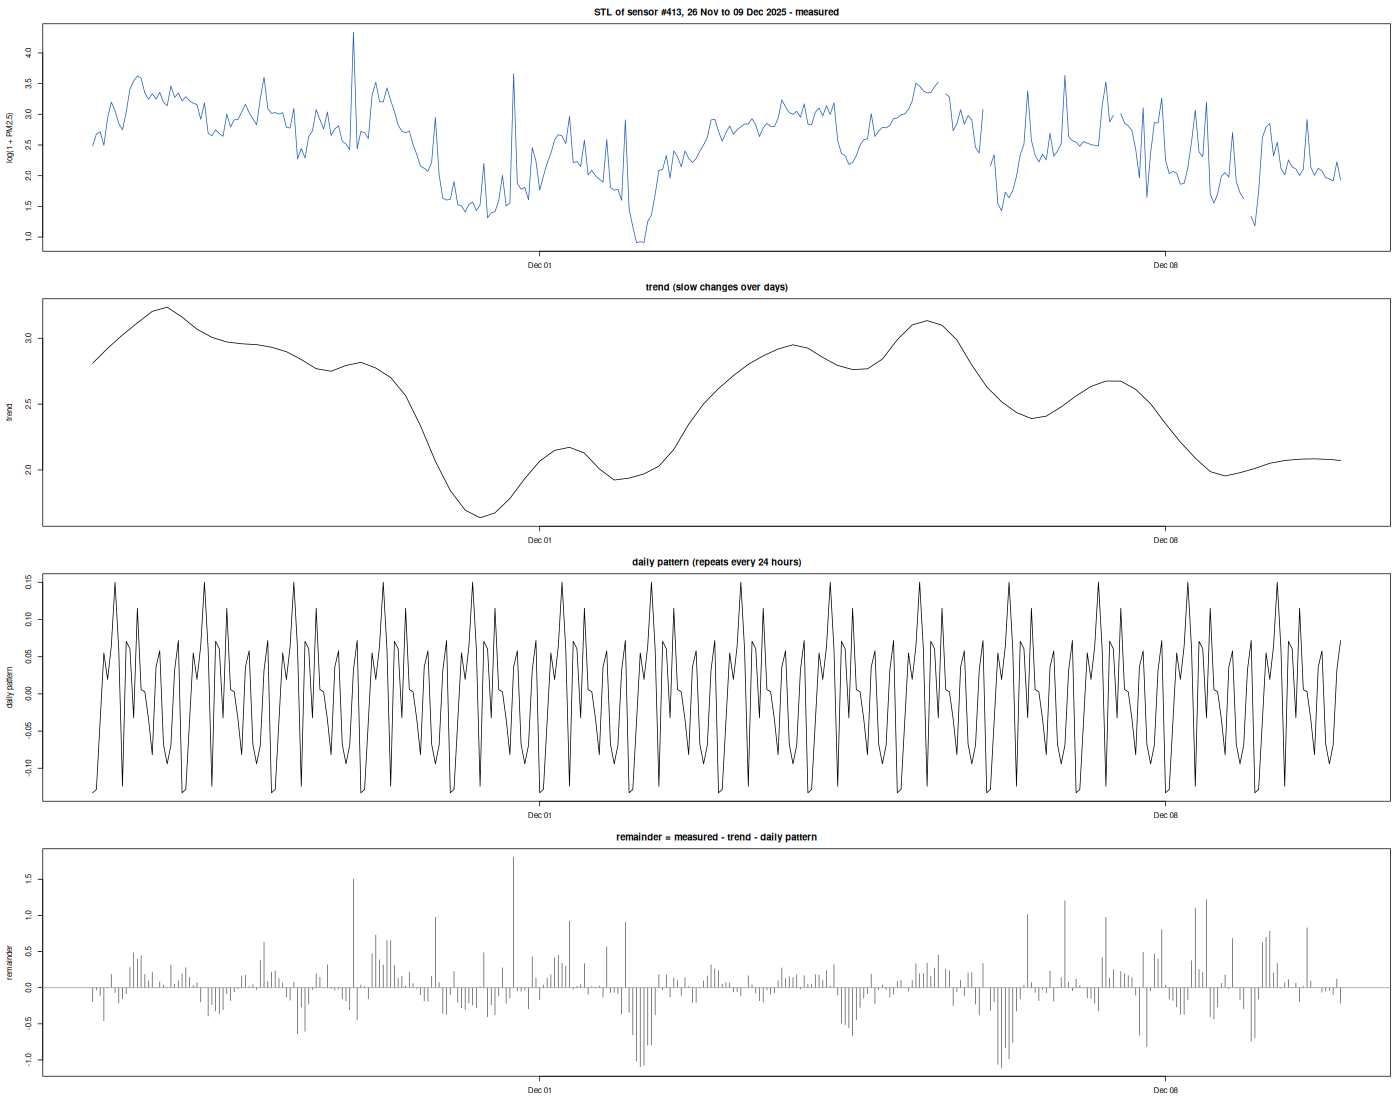 STL of sensor #413, 26 Nov to 09 Dec 2025 - measured
log(1 + PM2.5)
4.0
3.5
3.0
2.5
2.0
1.5
1.0
Dec 01
Dec 08
trend (slow changes over days)
trend
3.0
2.5
2.0
Dec 01
Dec 08
daily pattern (repeats every 24 hours)
daily pattern
0.15
0.10
0.05
0.00
-0.05
-0.10
Dec 01
Dec 08
remainder = measured - trend - daily pattern
remainder
1.5
1.0
0.5
0.0
-0.5
-1.0
Dec 01
Dec 08